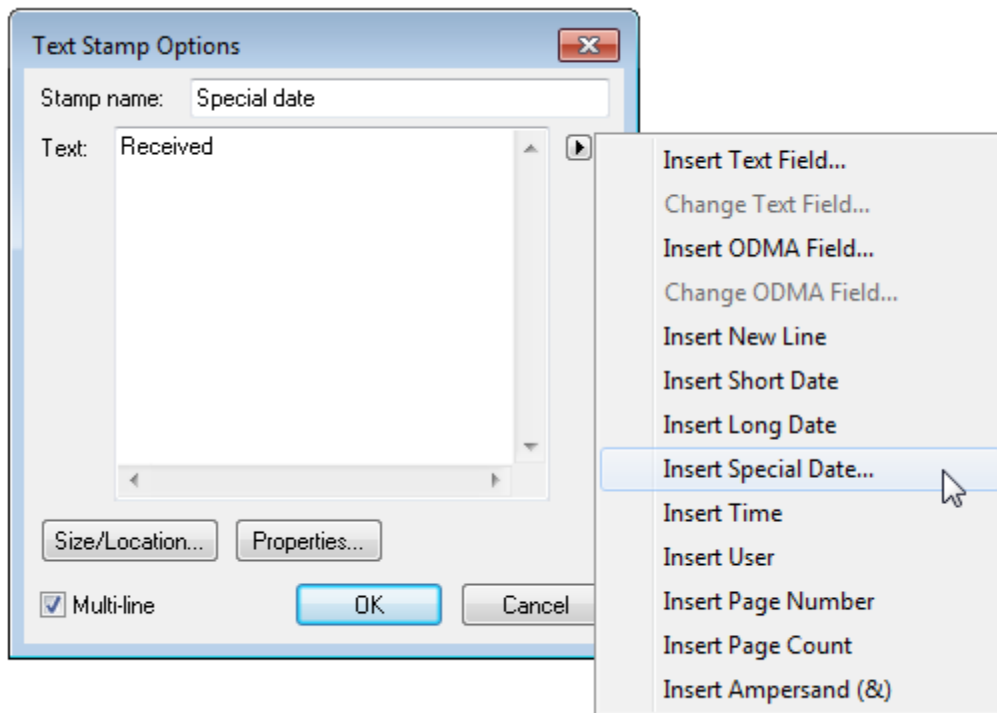 Text Stamp Options
Stamp name: Special date
Text: Received
Insert Text Field...
Change Text Field...
Insert ODMA Field...
Change ODMA Field...
Insert New Line
Insert Short Date
Insert Long Date
Insert Special Date...
Insert Time
Insert User
Insert Page Number
Insert Page Count
Insert Ampersand (&)
Size/Location... Properties...
Multi-line OK Cancel